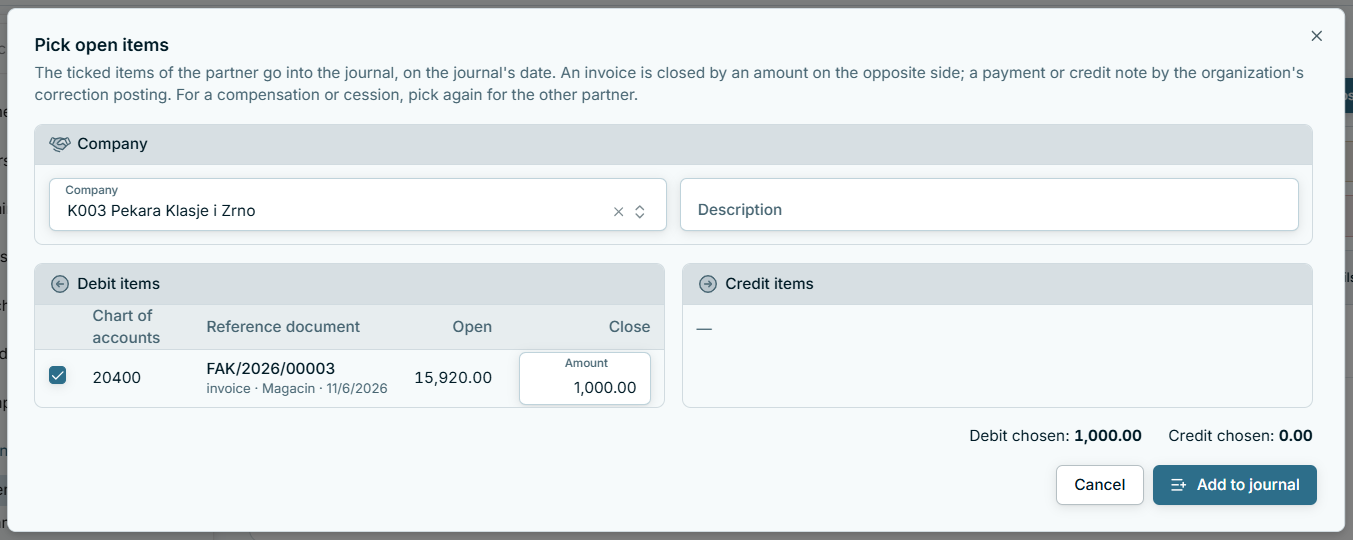 Pick open items
The ticked items of the partner go into the journal, on the journal's date. An invoice is closed by an amount on the opposite side; a payment or credit note by the organization's
correction posting. For a compensation or cession, pick again for the other partner.
Company
Company
K003 Pekara Klasje i Zrno
Description
Debit items
Chart of
accounts
Reference document
Open
Close
20400
FAK/2026/00003
invoice · Magacin · 11/6/2026
15,920.00
Amount
1,000.00
Credit items
—
Debit chosen: 1,000.00 Credit chosen: 0.00
Cancel
Add to journal